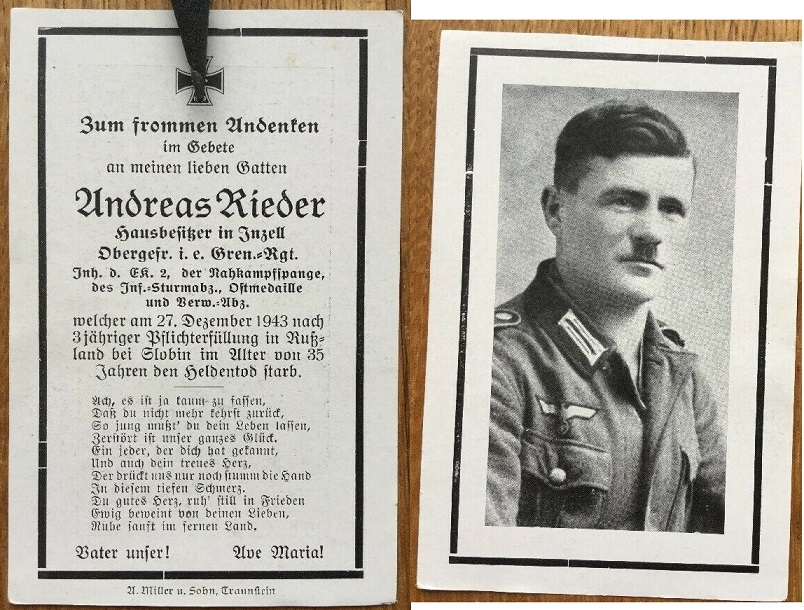 Zum frommen Andenken
im Gebete
an meinen lieben Gatten
Andreas Rieder
Hausbesitzer in Inzell
Obergefr. i. e. Gren.-Rgt.
Inh. d. EK. 2, der Nahkampfspange,
des Inf.-Sturmabz., Ostmedaille
und Verw.-Abz.
welcher am 27. Dezember 1943 nach
3 jähriger Pflichterfüllung in Ruß-
land bei Slobin im Alter von 35
Jahren den Heldentod starb.
Ach, es ist ja kaum zu fassen,
Daß du nicht mehr kehrst zurück,
So jung mußt' du dein Leben lassen,
Zerstört ist unser ganzes Glück.
Ein jeder, der dich hat gekannt,
Und auch dein treues Herz,
Der drückt uns nur noch stumm die Hand
In diesem tiefen Schmerz.
Du gutes Herz, ruh' still in Frieden
Ewig beweint von deinen Lieben,
Ruhe sanft im fernen Land.
Vater unser! Ave Maria!
A. Miller u. Sohn, Traunstein